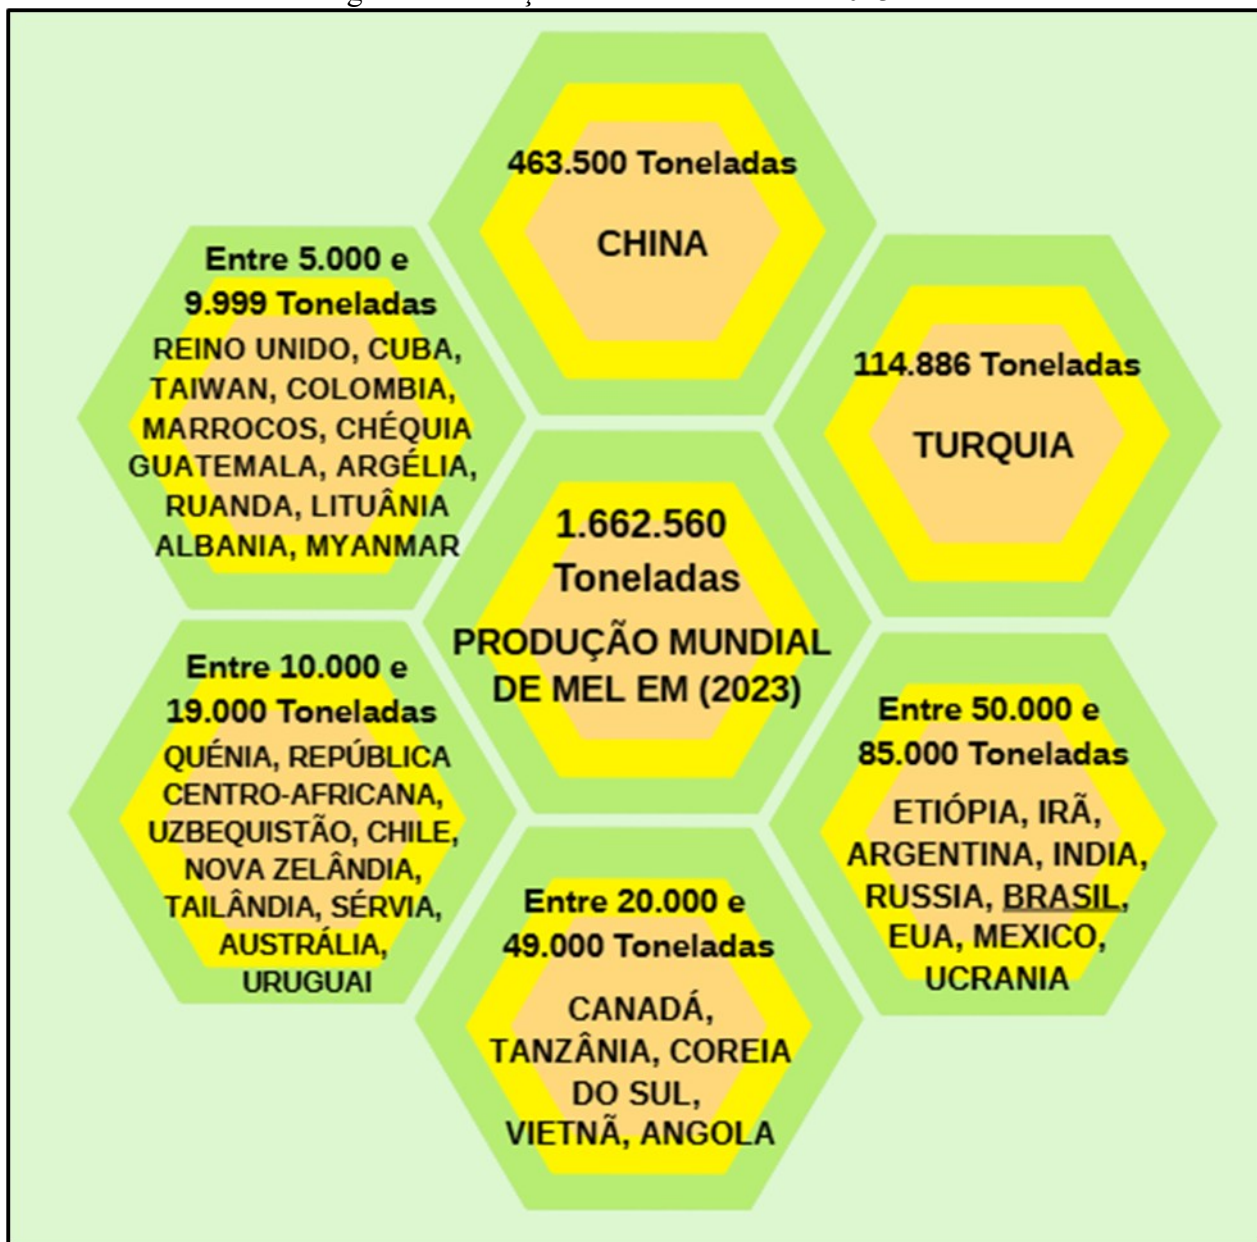 463.500 Toneladas
CHINA
114.886 Toneladas
TURQUIA
Entre 5.000 e
9.999 Toneladas
REINO UNIDO, CUBA,
TAIWAN, COLOMBIA,
MARROCOS, CHÉQUIA
GUATEMALA, ARGÉLIA,
RUANDA, LITUÂNIA
ALBANIA, MYANMAR
1.662.560
Toneladas
PRODUÇÃO MUNDIAL
DE MEL EM (2023)
Entre 10.000 e
19.000 Toneladas
QUÉNIA, REPÚBLICA
CENTRO-AFRICANA,
UZBEQUISTÃO, CHILE,
NOVA ZELÂNDIA,
TAILÂNDIA, SÉRVIA,
AUSTRÁLIA,
URUGUAI
Entre 50.000 e
85.000 Toneladas
ETIÓPIA, IRÃ,
ARGENTINA, INDIA,
RUSSIA, BRASIL,
EUA, MEXICO,
UCRANIA
Entre 20.000 e
49.000 Toneladas
CANADÁ,
TANZÂNIA, COREIA
DO SUL,
VIETNÃ, ANGOLA